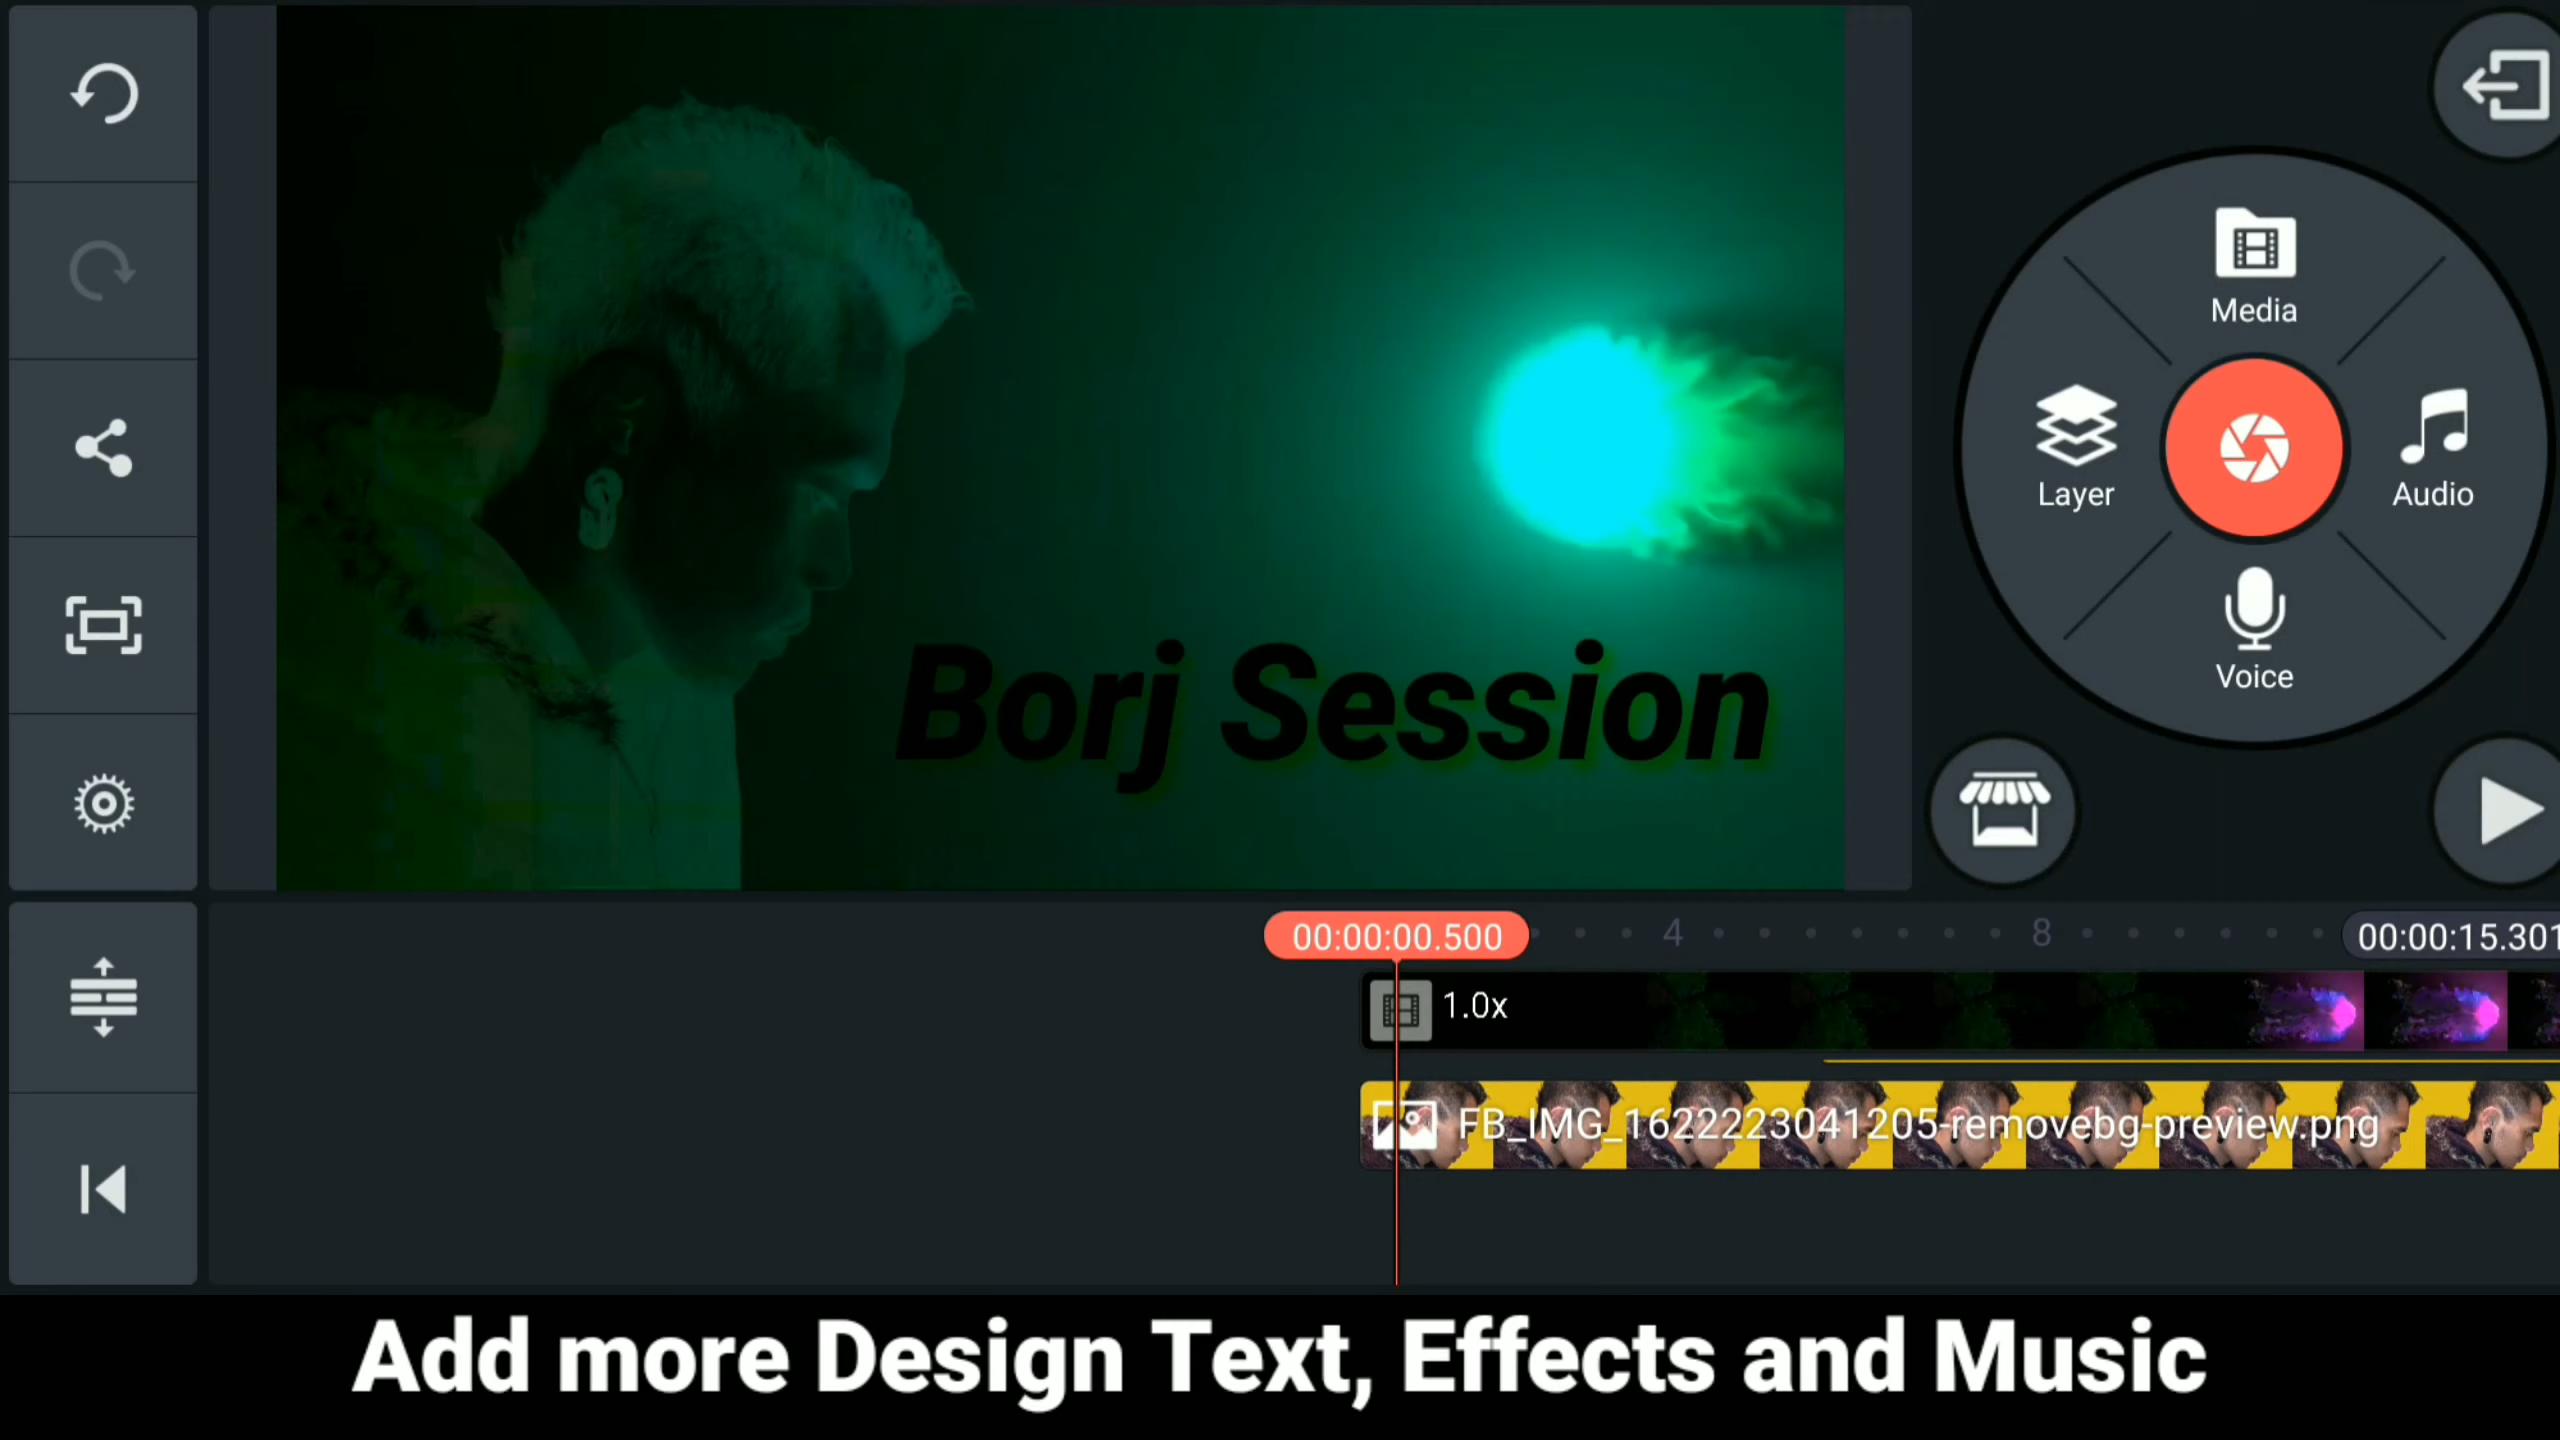 Media
Layer
Audio
Voice
Borj Session
00:00:00.500
4
8
00:00:15.301
1.0x
FB_IMG_1622223041205-removebg-preview.png
Add more Design Text, Effects and Music